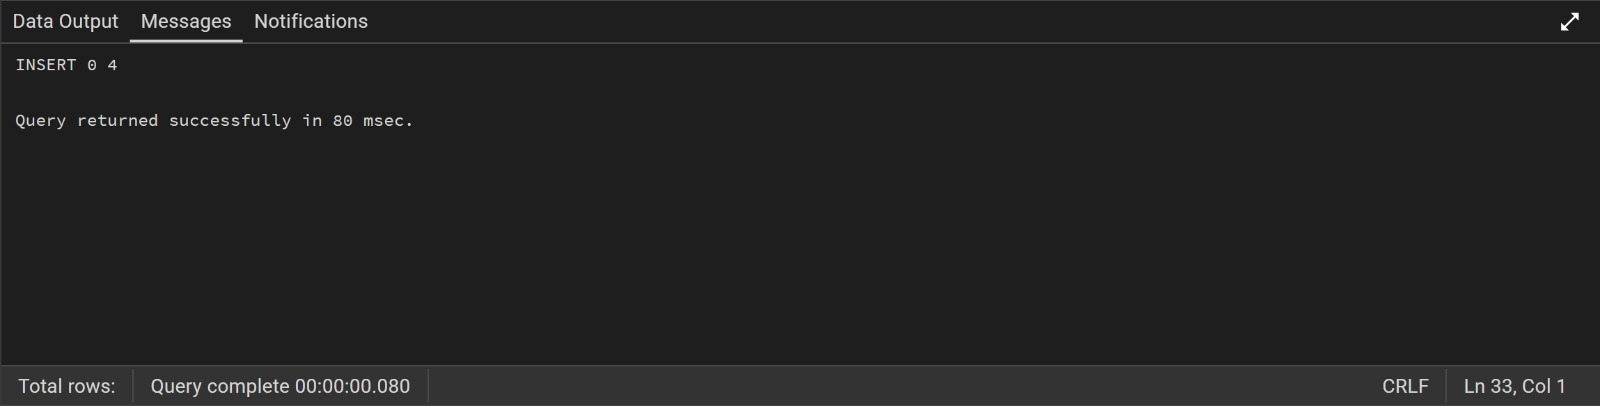 Data Output Messages Notifications
INSERT 0 4
Query returned successfully in 80 msec.
Total rows: Query complete 00:00:00.080 CRLF Ln 33, Col 1